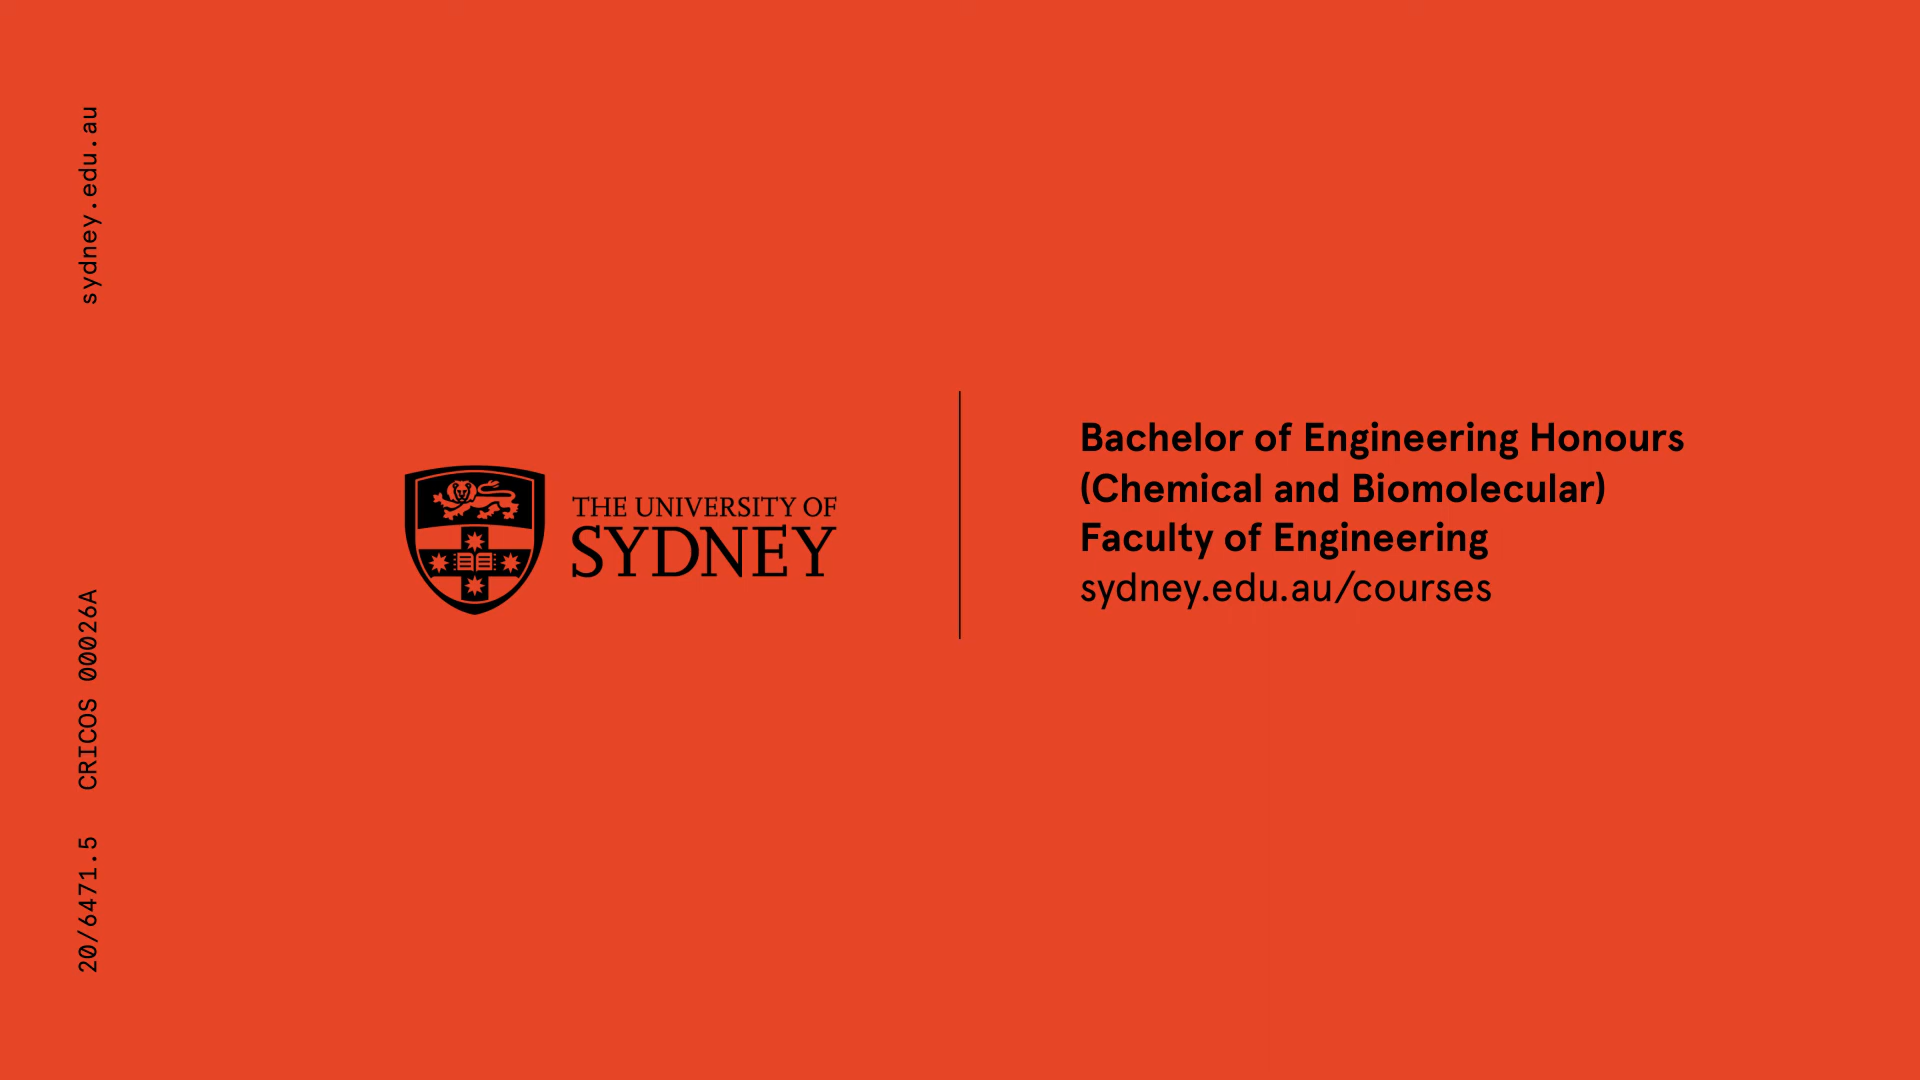 sydney.edu.au
CRICOS 00026A
20/6471.5
THE UNIVERSITY OF
SYDNEY
Bachelor of Engineering Honours
(Chemical and Biomolecular)
Faculty of Engineering
sydney.edu.au/courses